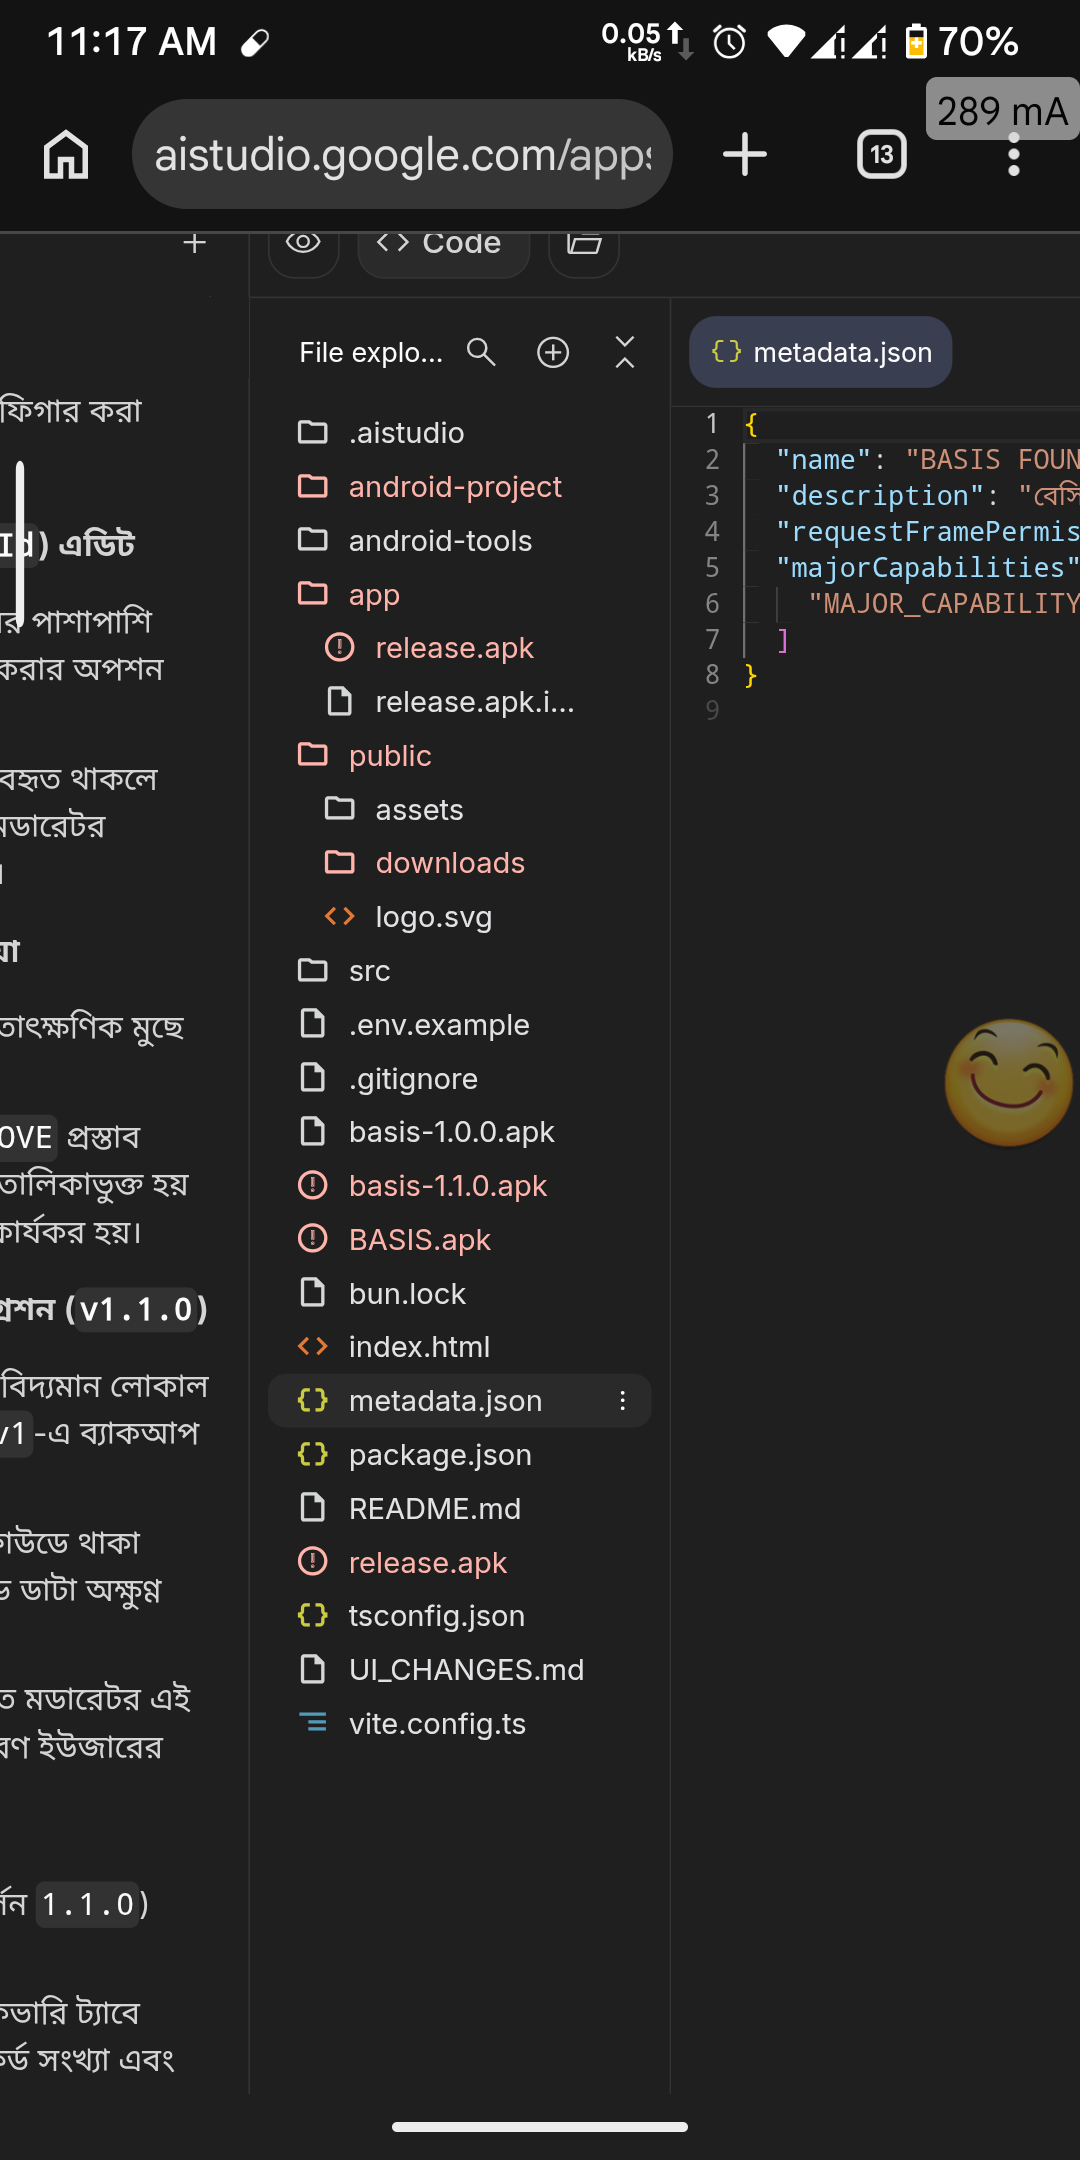 11:17 AM
0.05 kB/s
70%
289 mA
aistudio.google.com/apps
13
Code
File explo...
metadata.json
ফিগার করা
Id) এডিট
পাশাপাশি
করার অপশন
থাকলে
মডারেটর
তাৎক্ষণিক মুছে
OVE প্রস্তাব
তালিকাভুক্ত হয়
কার্যকর হয়।
(v1.1.0)
বিদ্যমান লোকাল
v1-এ ব্যাকআপ
থাকা
ডাটা অক্ষুণ্ণ
মডারেটর এই
ইউজারের
1.1.0)
ট্যাবে
সংখ্যা এবং
.aistudio
android-project
android-tools
app
release.apk
release.apk.i...
public
assets
downloads
logo.svg
src
.env.example
.gitignore
basis-1.0.0.apk
basis-1.1.0.apk
BASIS.apk
bun.lock
index.html
metadata.json
package.json
README.md
release.apk
tsconfig.json
UI_CHANGES.md
vite.config.ts
1 {
2 "name": "BASIS FOUN
3 "description": "বেসি
4 "requestFramePermis
5 "majorCapabilities"
6 "MAJOR_CAPABILITY
7 ]
8 }
9